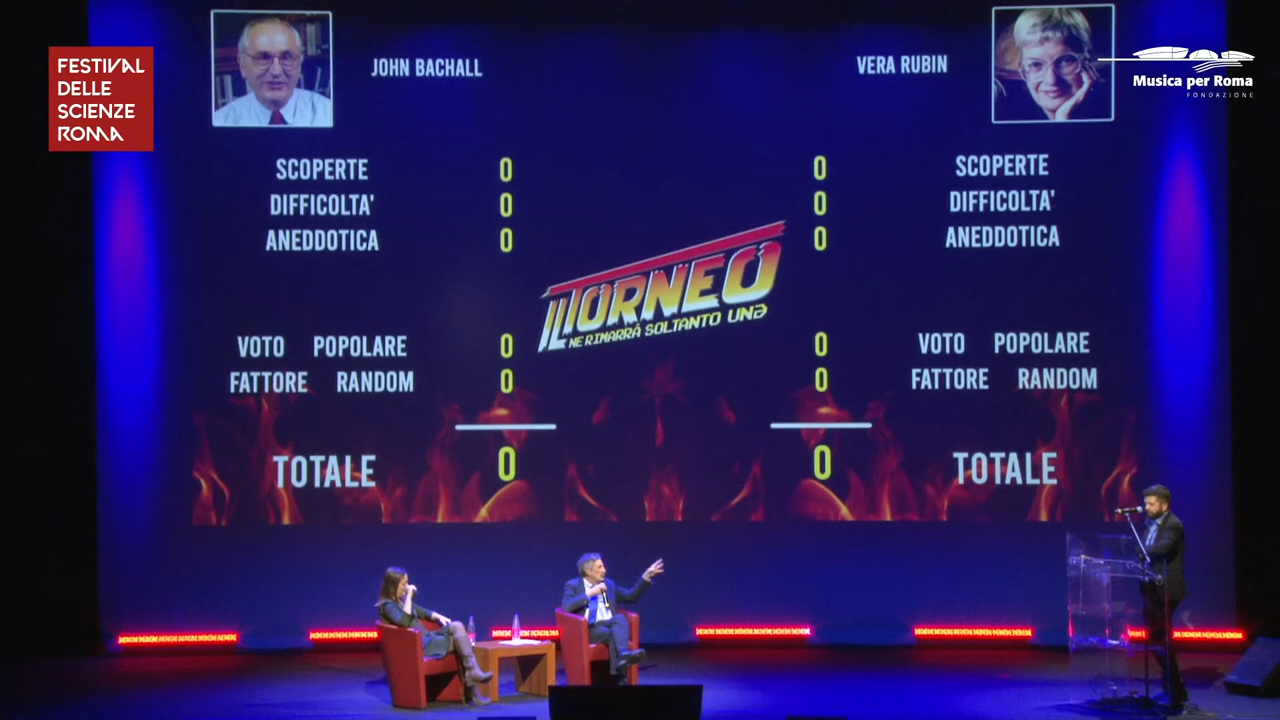 FESTIVAL
DELLE
SCIENZE
ROMA
JOHN BACHALL
VERA RUBIN
Musica per Roma
FONDAZIONE
SCOPERTE 0
DIFFICOLTA' 0
ANEDDOTICA 0
0 SCOPERTE
0 DIFFICOLTA'
0 ANEDDOTICA
IL TORNEO
NE RIMARRÁ SOLTANTO UNƏ
VOTO POPOLARE 0
FATTORE RANDOM 0
0 VOTO POPOLARE
0 FATTORE RANDOM
TOTALE 0
0 TOTALE